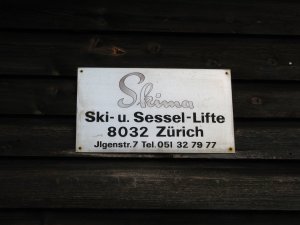 Skima
Ski- u. Sessel-Lifte
8032 Zürich
Jlgenstr. 7 Tel. 051 32 79 77